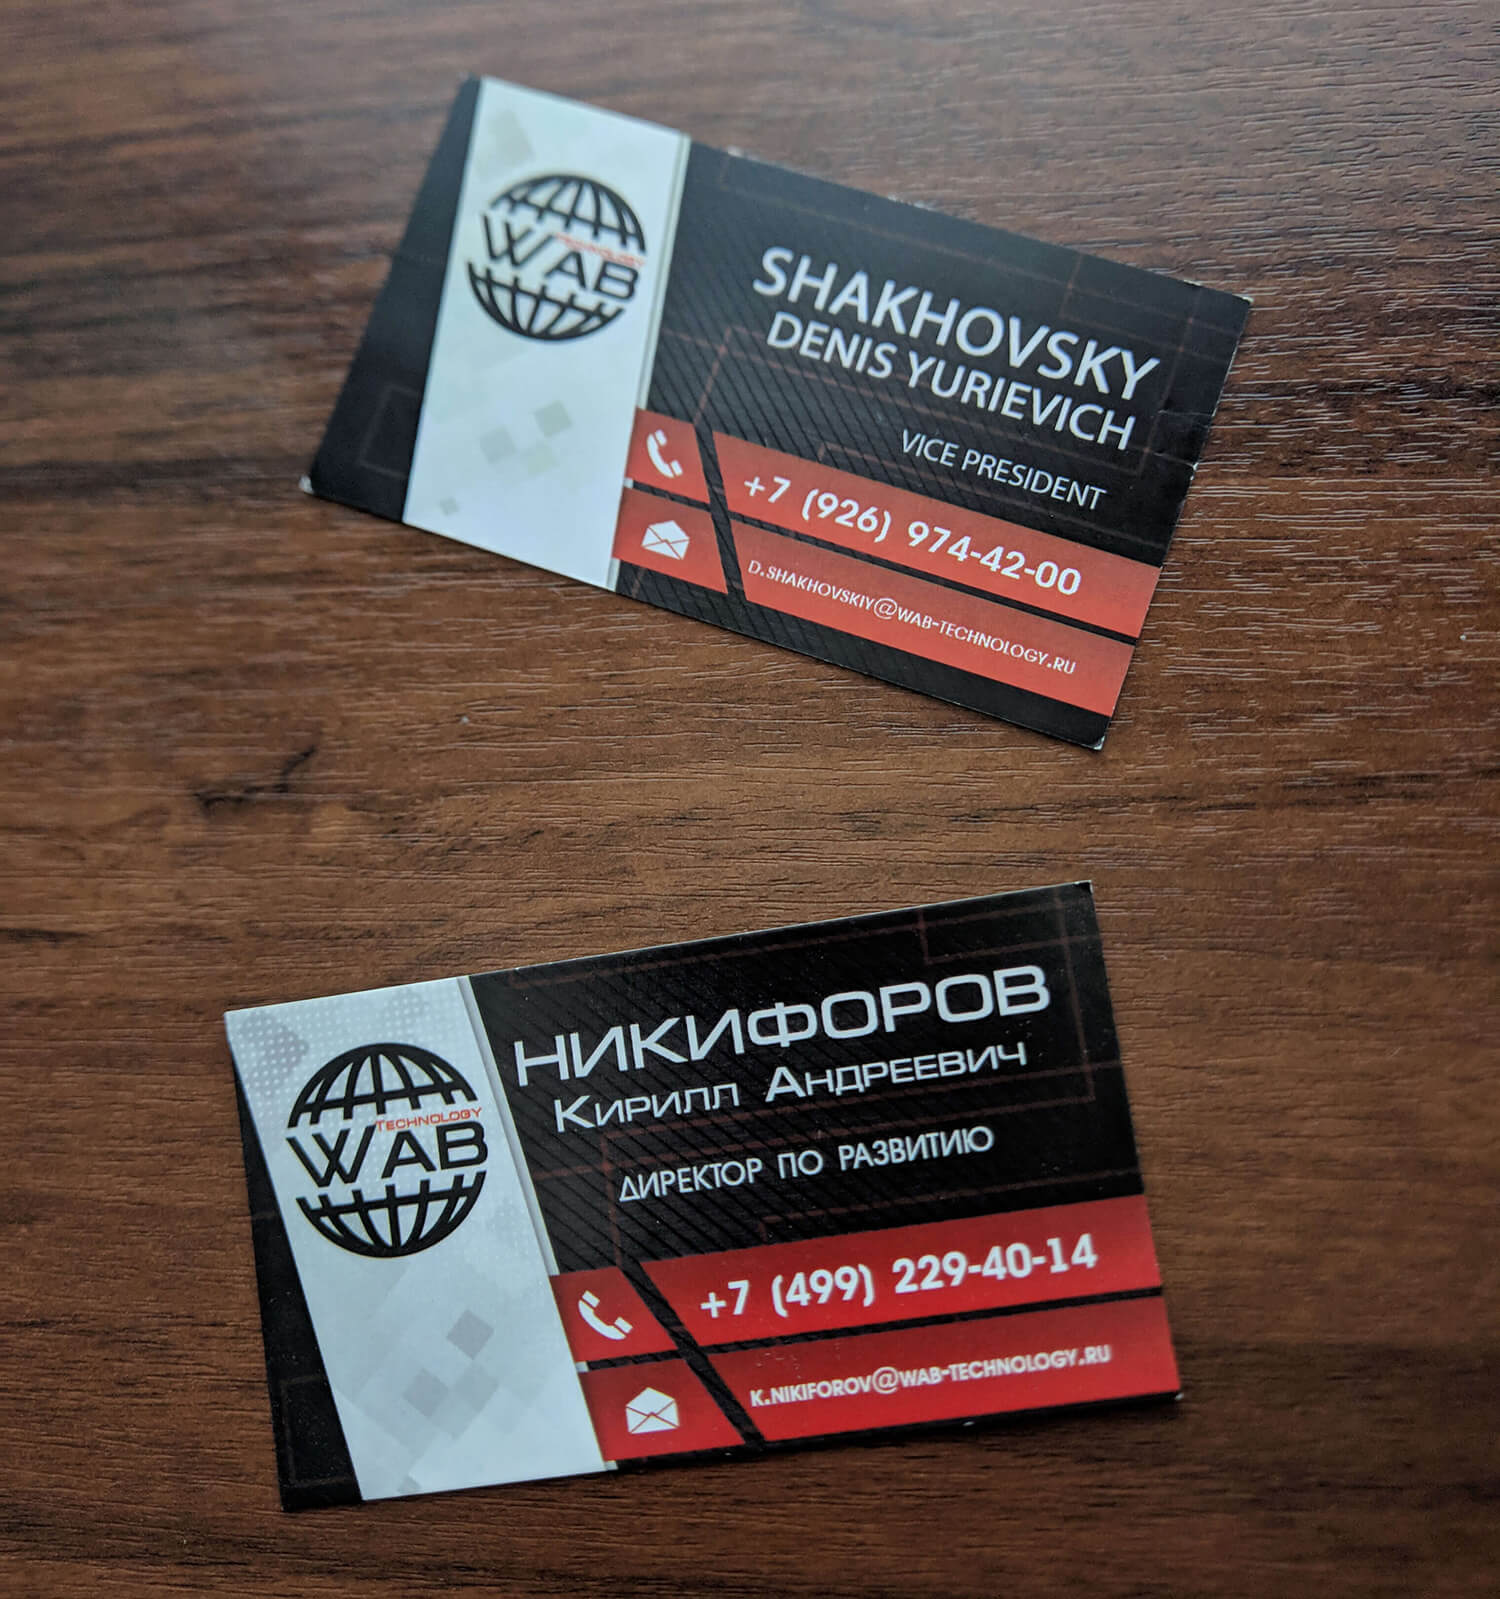 TECHNOLOGY
WAB
SHAKHOVSKY
DENIS YURIEVICH
VICE PRESIDENT
+7 (926) 974-42-00
D.SHAKHOVSKIY@WAB-TECHNOLOGY.RU
TECHNOLOGY
WAB
НИКИФОРОВ
Кирилл Андреевич
ДИРЕКТОР ПО РАЗВИТИЮ
+7 (499) 229-40-14
K.NIKIFOROV@WAB-TECHNOLOGY.RU